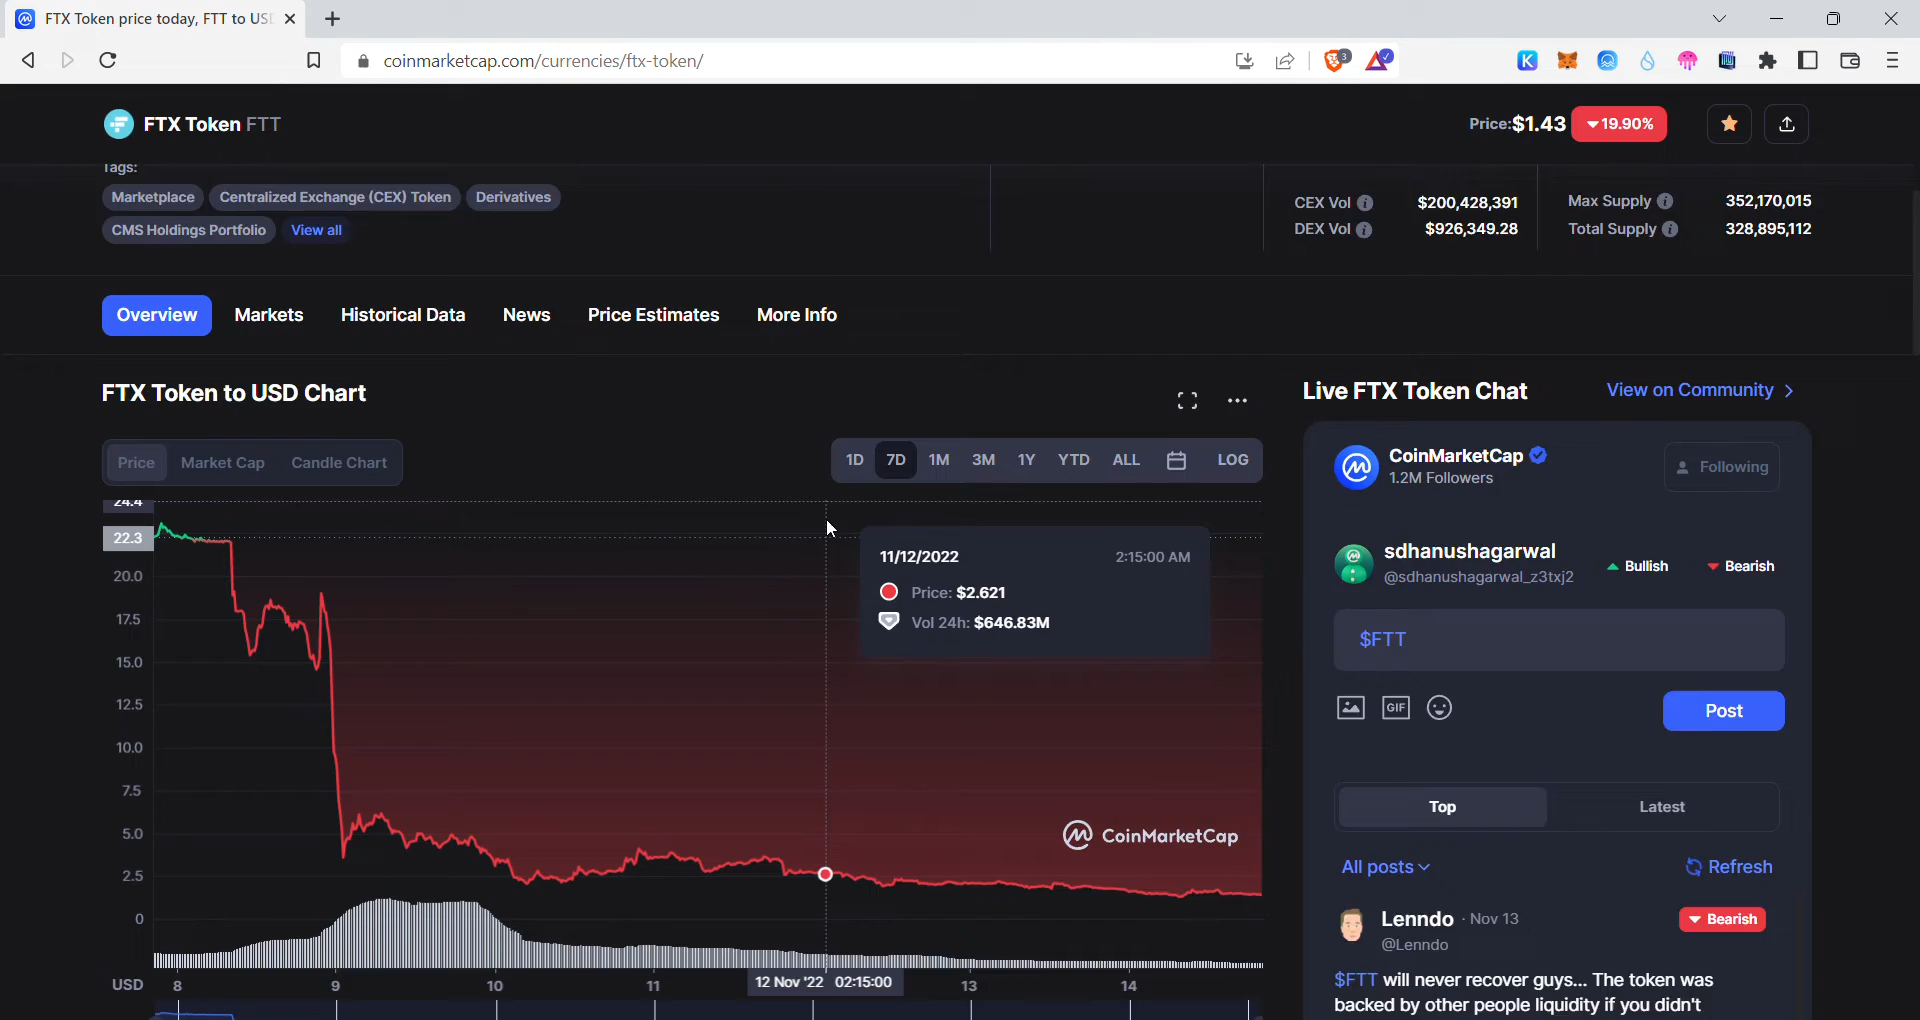 FTX Token price today, FTT to US
coinmarketcap.com/currencies/ftx-token/
3
FTX Token FTT
Price:$1.43 19.90%
Tags:
Marketplace Centralized Exchange (CEX) Token Derivatives
CMS Holdings Portfolio View all
CEX Vol $200,428,391
DEX Vol $926,349.28
Max Supply 352,170,015
Total Supply 328,895,112
Overview Markets Historical Data News Price Estimates More Info
FTX Token to USD Chart
Price Market Cap Candle Chart
1D 7D 1M 3M 1Y YTD ALL LOG
24.4
22.3
20.0
17.5
15.0
12.5
10.0
7.5
5.0
2.5
0
11/12/2022 2:15:00 AM
Price: $2.621
Vol 24h: $646.83M
CoinMarketCap
USD 8 9 10 11 12 Nov '22 02:15:00 13 14
Live FTX Token Chat View on Community
CoinMarketCap
1.2M Followers
Following
sdhanushagarwal
@sdhanushagarwal_z3txj2
Bullish Bearish
$FTT
GIF
Post
Top Latest
All posts Refresh
Lenndo · Nov 13
@Lenndo
Bearish
$FTT will never recover guys... The token was
backed by other people liquidity if you didn't